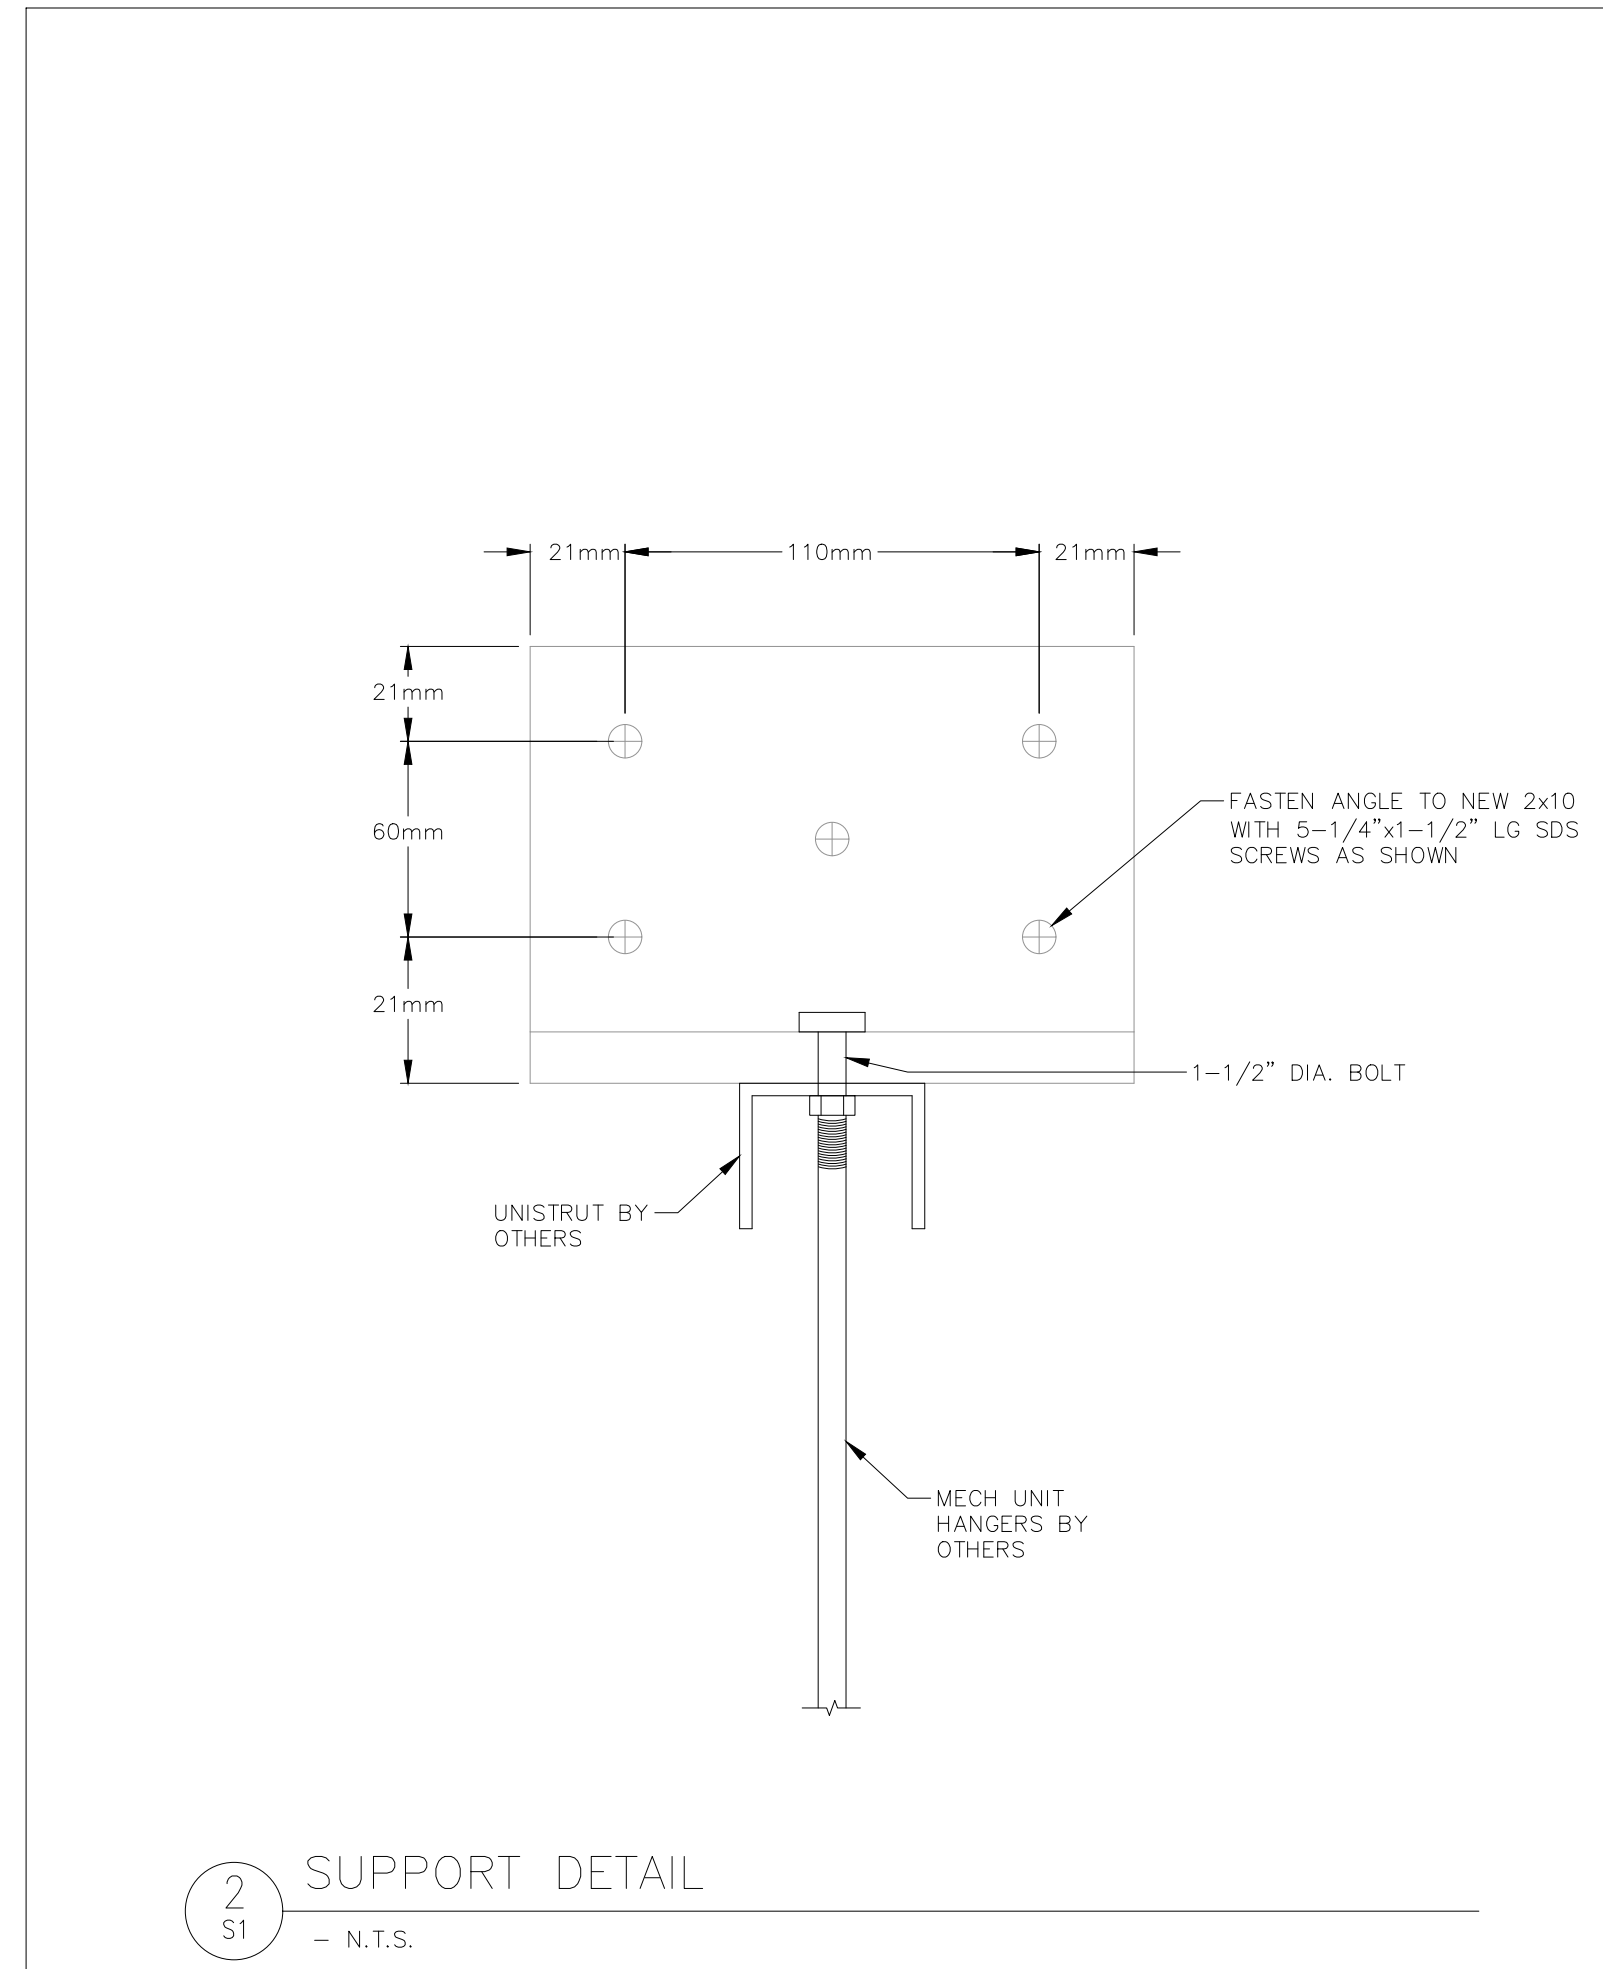 21mm 110mm 21mm
21mm
60mm
21mm
FASTEN ANGLE TO NEW 2x10
WITH 5-1/4"x1-1/2" LG SDS
SCREWS AS SHOWN
1-1/2" DIA. BOLT
UNISTRUT BY
OTHERS
MECH UNIT
HANGERS BY
OTHERS
2
S1
SUPPORT DETAIL
- N.T.S.